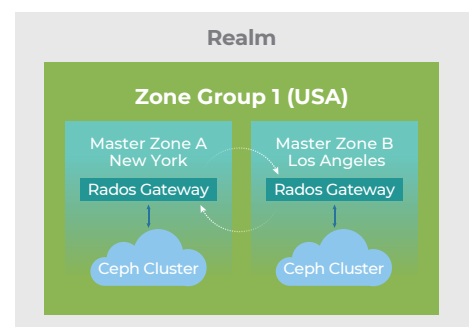 Realm
Zone Group 1 (USA)
Master Zone A
New York
Rados Gateway
Ceph Cluster
Master Zone B
Los Angeles
Rados Gateway
Ceph Cluster